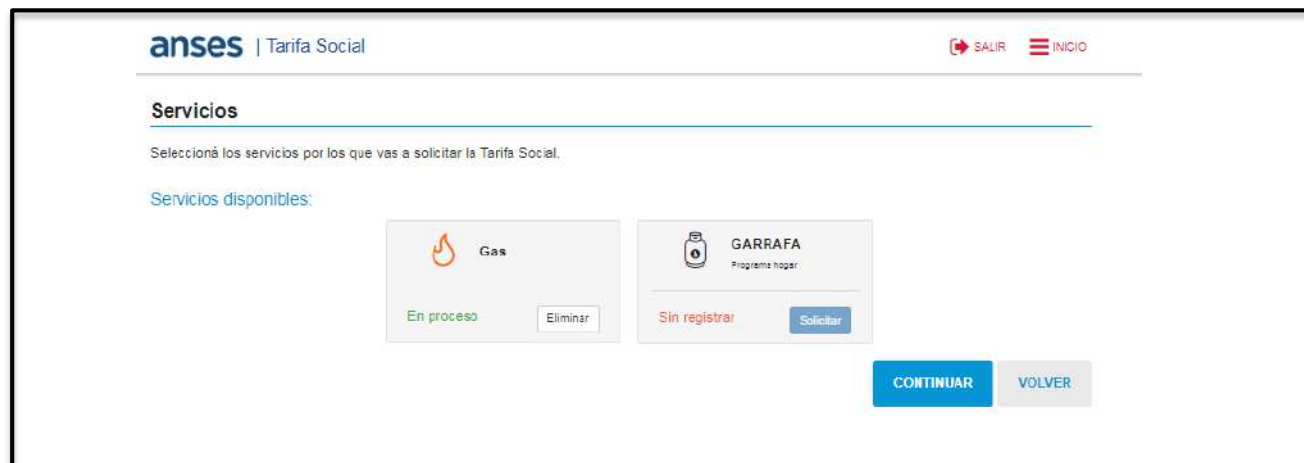 anses | Tarifa Social
SALIR
INICIO
Servicios
Seleccioná los servicios por los que vas a solicitar la Tarifa Social.
Servicios disponibles:
Gas
En proceso
Eliminar
GARRAFA
Programa hogar
Sin registrar
Solicitar
CONTINUAR
VOLVER